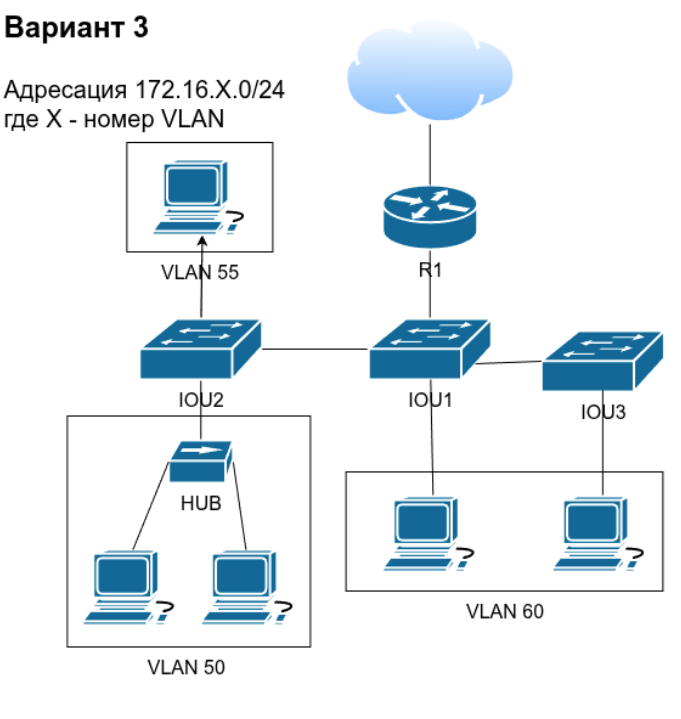 Вариант 3
Адресация 172.16.X.0/24
где X - номер VLAN
VLAN 55
R1
IOU2
IOU1
IOU3
HUB
VLAN 60
VLAN 50